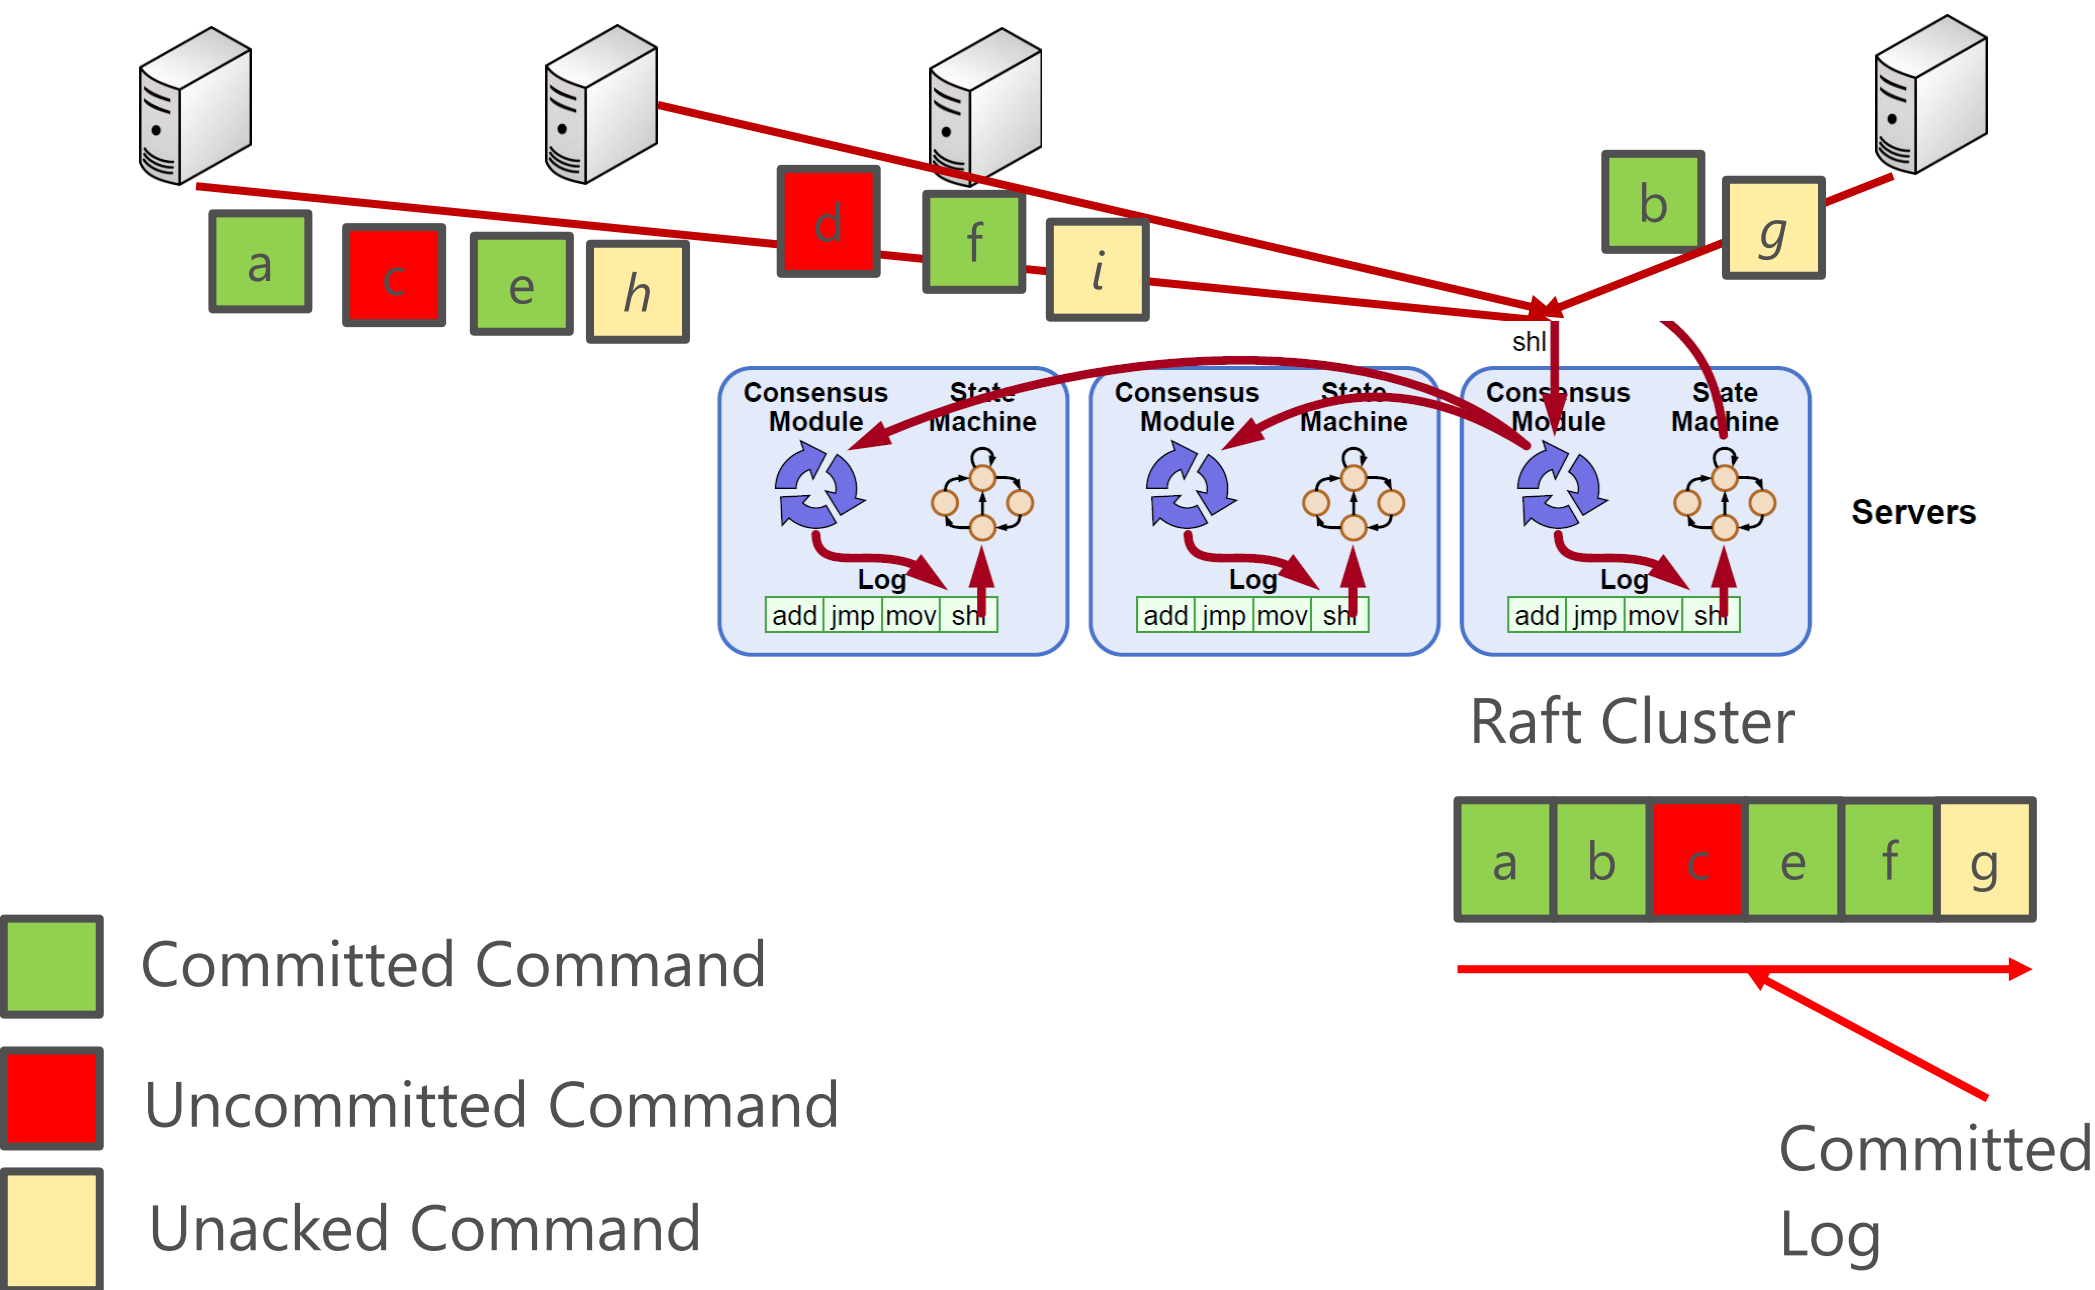 b
d
f
g
a
c
e
h
i
shl
Consensus
Module
State
Machine
Consensus
Module
State
Machine
Consensus
Module
State
Machine
Servers
Log
Log
Log
add jmp mov shl
add jmp mov shl
add jmp mov shl
Raft Cluster
a b c e f g
Committed Command
Uncommitted Command
Unacked Command
Committed
Log